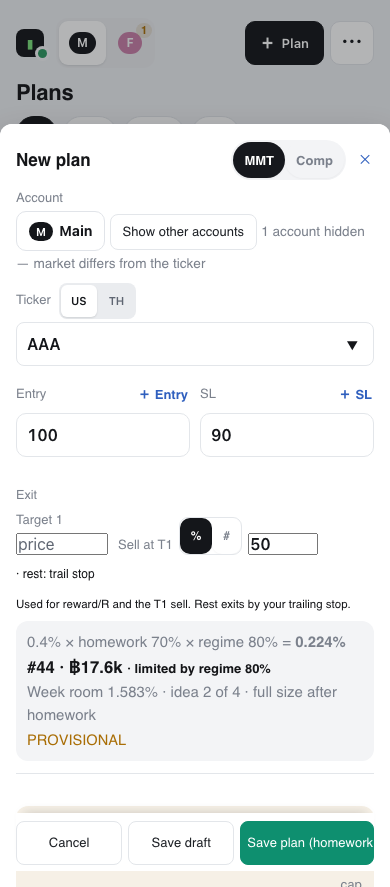 M F 1 + Plan ···
Plans
New plan MMT Comp ×
Account
M Main Show other accounts 1 account hidden
— market differs from the ticker
Ticker US TH
AAA ▼
Entry + Entry SL + SL
100 90
Exit
Target 1
price Sell at T1 % # 50
· rest: trail stop
Used for reward/R and the T1 sell. Rest exits by your trailing stop.
0.4% × homework 70% × regime 80% = 0.224%
#44 · ฿17.6k · limited by regime 80%
Week room 1.583% · idea 2 of 4 · full size after
homework
PROVISIONAL
Cancel Save draft Save plan (homework
cap